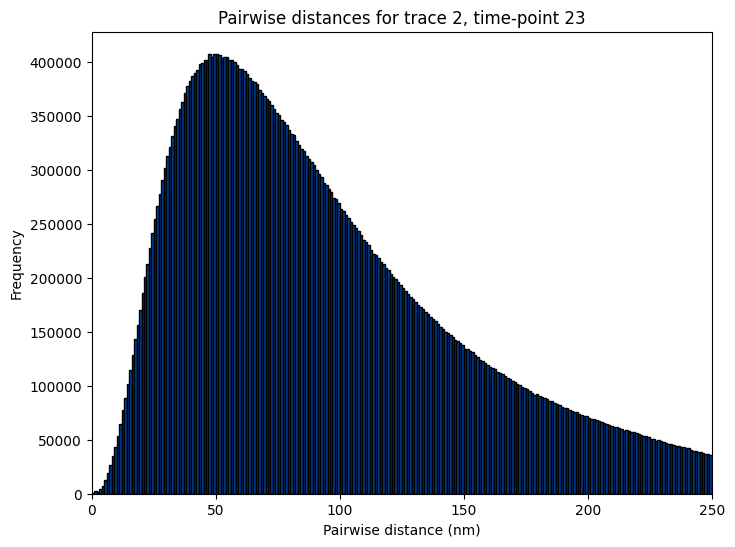 Pairwise distances for trace 2, time-point 23
400000
350000
300000
250000
200000
150000
100000
50000
0
Frequency
0 50 100 150 200 250
Pairwise distance (nm)